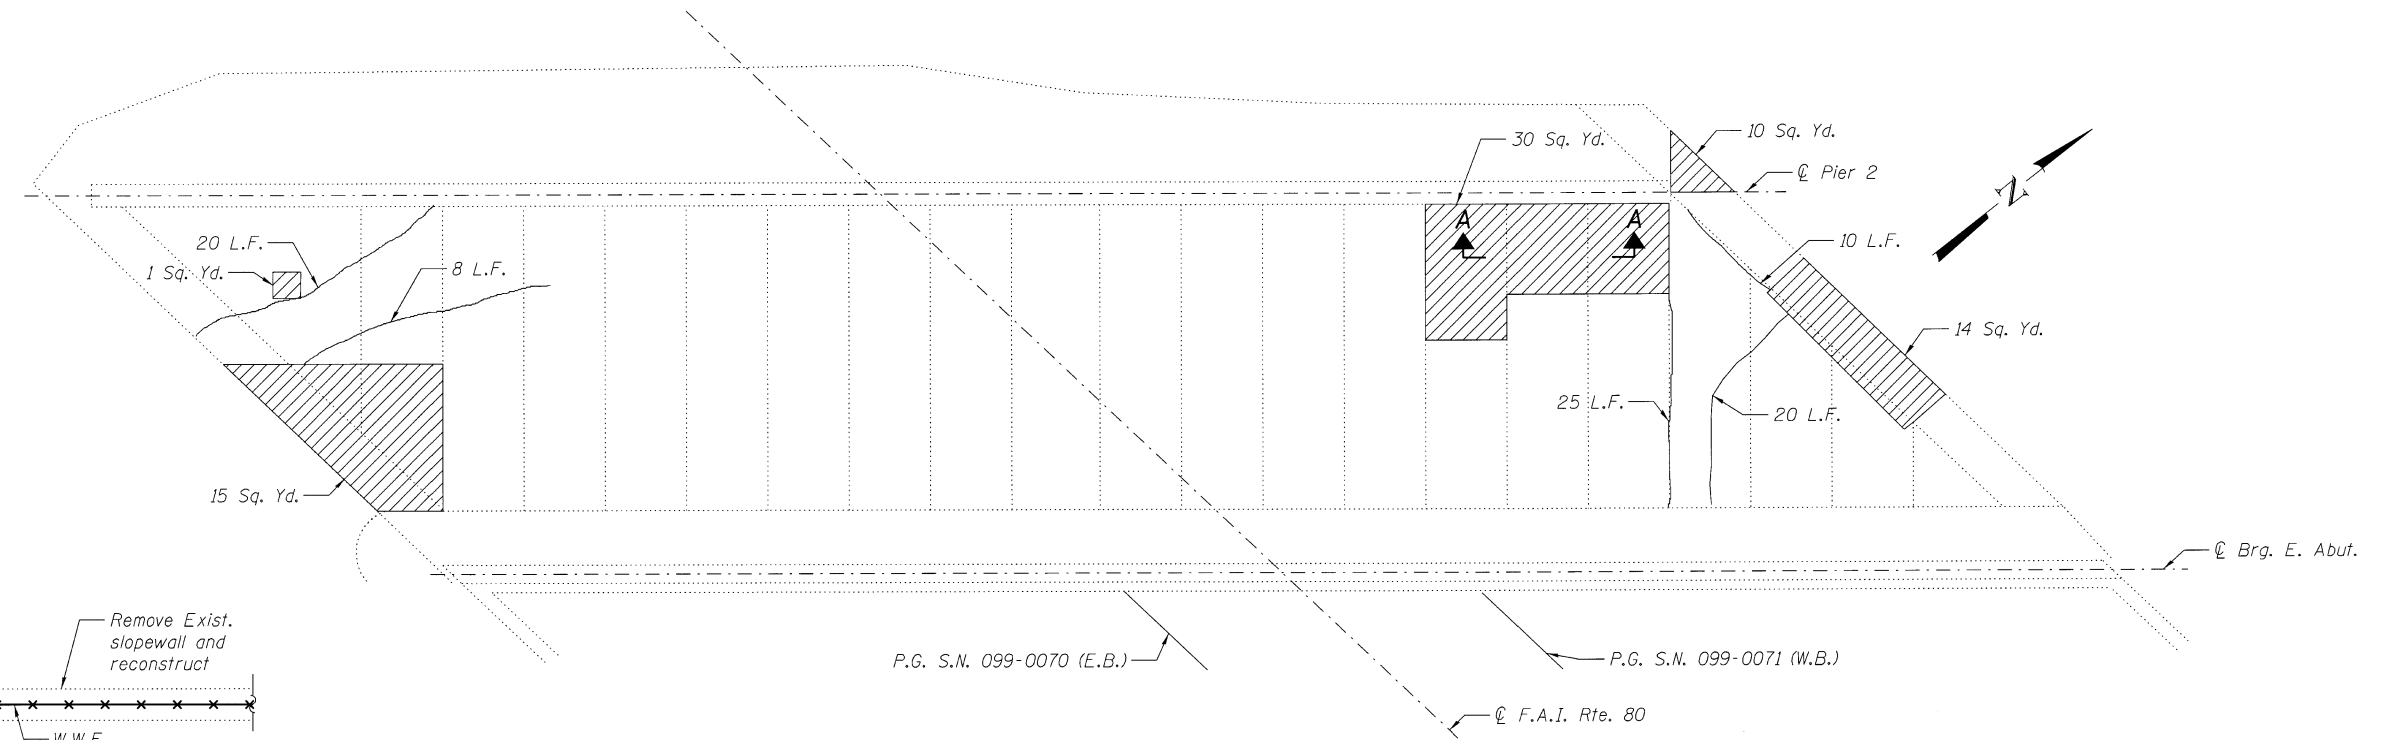 10 Sq. Yd.
30 Sq. Yd.
℄ Pier 2
N
A
A
20 L.F.
10 L.F.
1 Sq. Yd.
8 L.F.
14 Sq. Yd.
25 L.F.
20 L.F.
15 Sq. Yd.
℄ Brg. E. Abut.
Remove Exist.
slopewall and
reconstruct
P.G. S.N. 099-0070 (E.B.)
P.G. S.N. 099-0071 (W.B.)
℄ F.A.I. Rte. 80